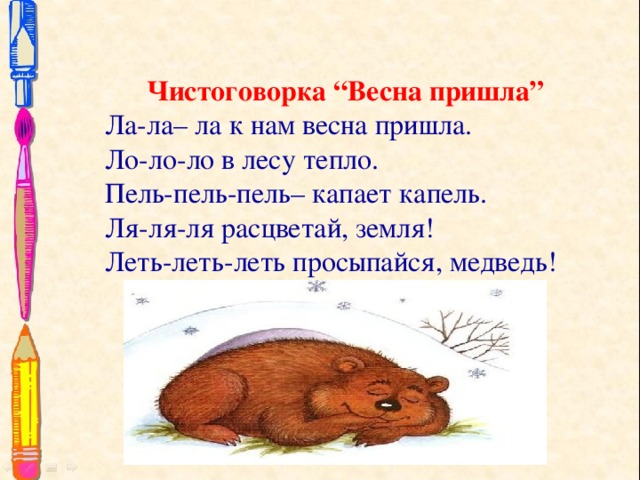 Чистоговорка “Весна пришла”
Ла-ла– ла к нам весна пришла.
Ло-ло-ло в лесу тепло.
Пель-пель-пель– капает капель.
Ля-ля-ля расцветай, земля!
Леть-леть-леть просыпайся, медведь!